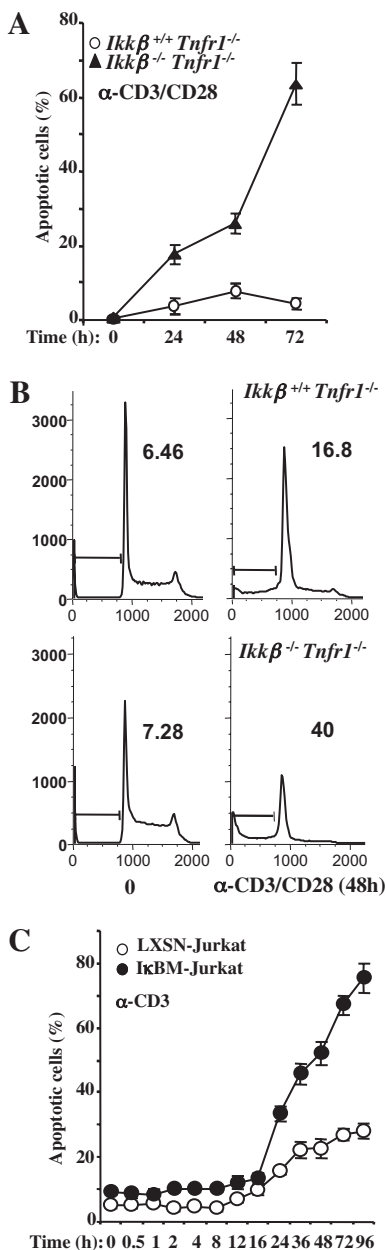 A
Ikkβ+/+ Tnfr1-/-
Ikkβ-/- Tnfr1-/-
α-CD3/CD28
Apoptotic cells (%)
80
60
40
20
0
Time (h): 0 24 48 72
B
Ikkβ+/+ Tnfr1-/-
6.46
16.8
3000
2000
1000
0
0 1000 2000
0 1000 2000
Ikkβ-/- Tnfr1-/-
7.28
40
3000
2000
1000
0
0 1000 2000
0 1000 2000
0
α-CD3/CD28 (48h)
C
LXSN-Jurkat
IκBM-Jurkat
α-CD3
Apoptotic cells (%)
80
60
40
20
0
Time (h): 0 0.5 1 2 4 8 12 16 24 36 48 72 96